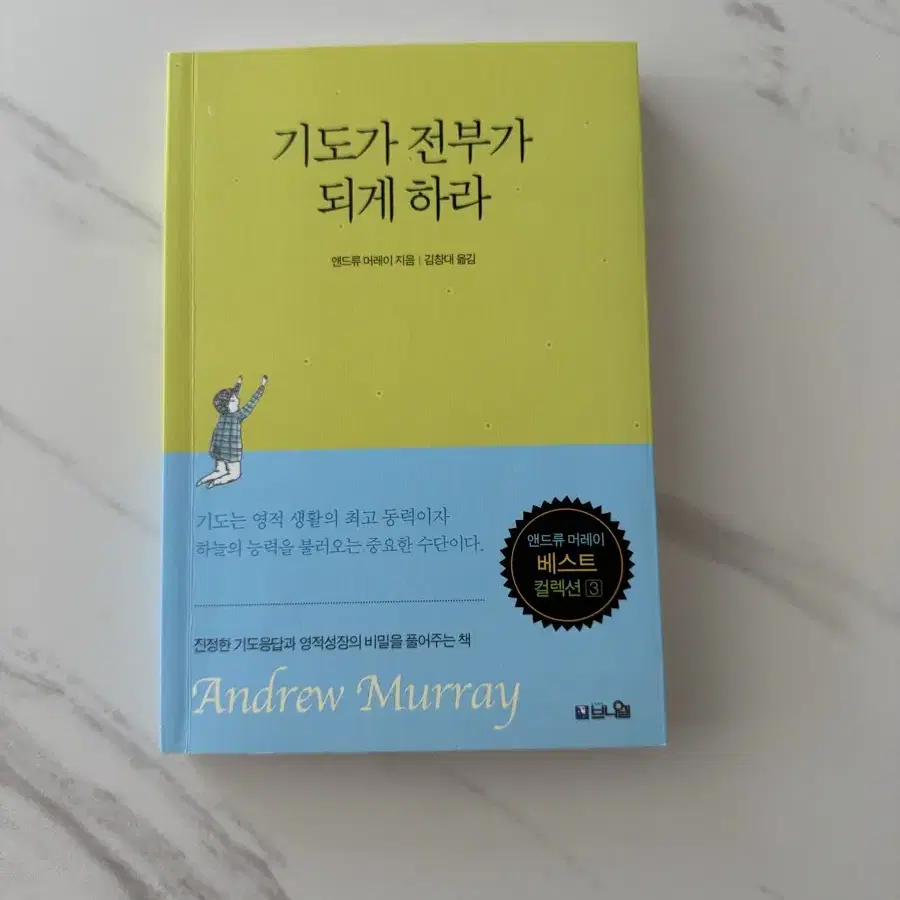 기도가 전부가
되게 하라
앤드류 머레이 지음 | 김창대 옮김
기도는 영적 생활의 최고 동력이자
하늘의 능력을 불러오는 중요한 수단이다.
앤드류 머레이
베스트
컬렉션 3
진정한 기도응답과 영적성장의 비밀을 풀어주는 책
Andrew Murray
브니엘